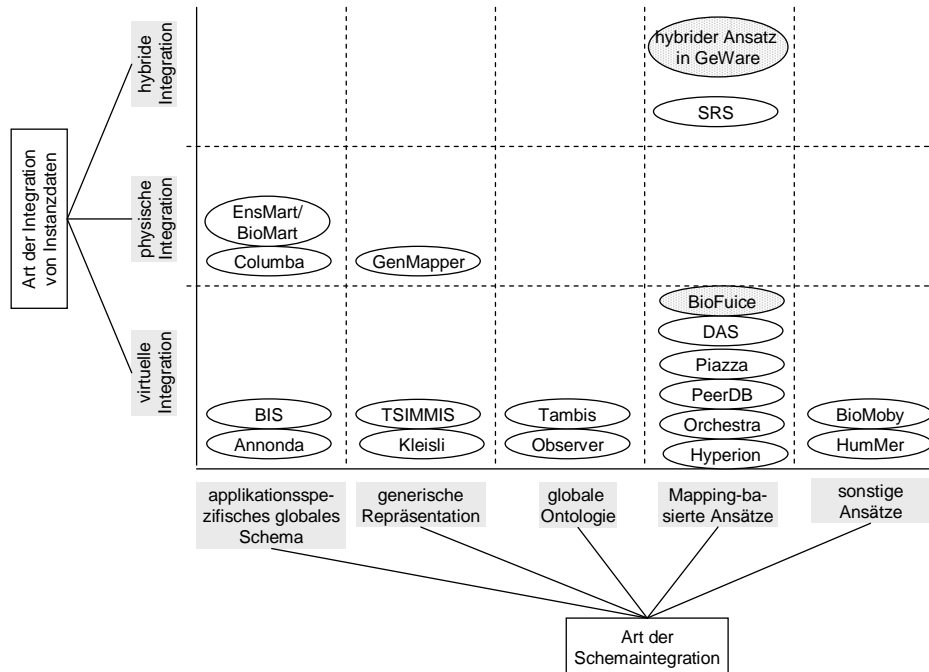 hybrider Ansatz
in GeWare
SRS
hybride
Integration
EnsMart/
BioMart
Columba
GenMapper
physische
Integration
Art der Integration
von Instanzdaten
BioFuice
DAS
Piazza
PeerDB
Orchestra
Hyperion
BIS
Annonda
TSIMMIS
Kleisli
Tambis
Observer
BioMoby
HumMer
virtuelle
Integration
applikationsspe-
zifisches globales
Schema
generische
Repräsentation
globale
Ontologie
Mapping-ba-
sierte Ansätze
sonstige
Ansätze
Art der
Schemaintegration